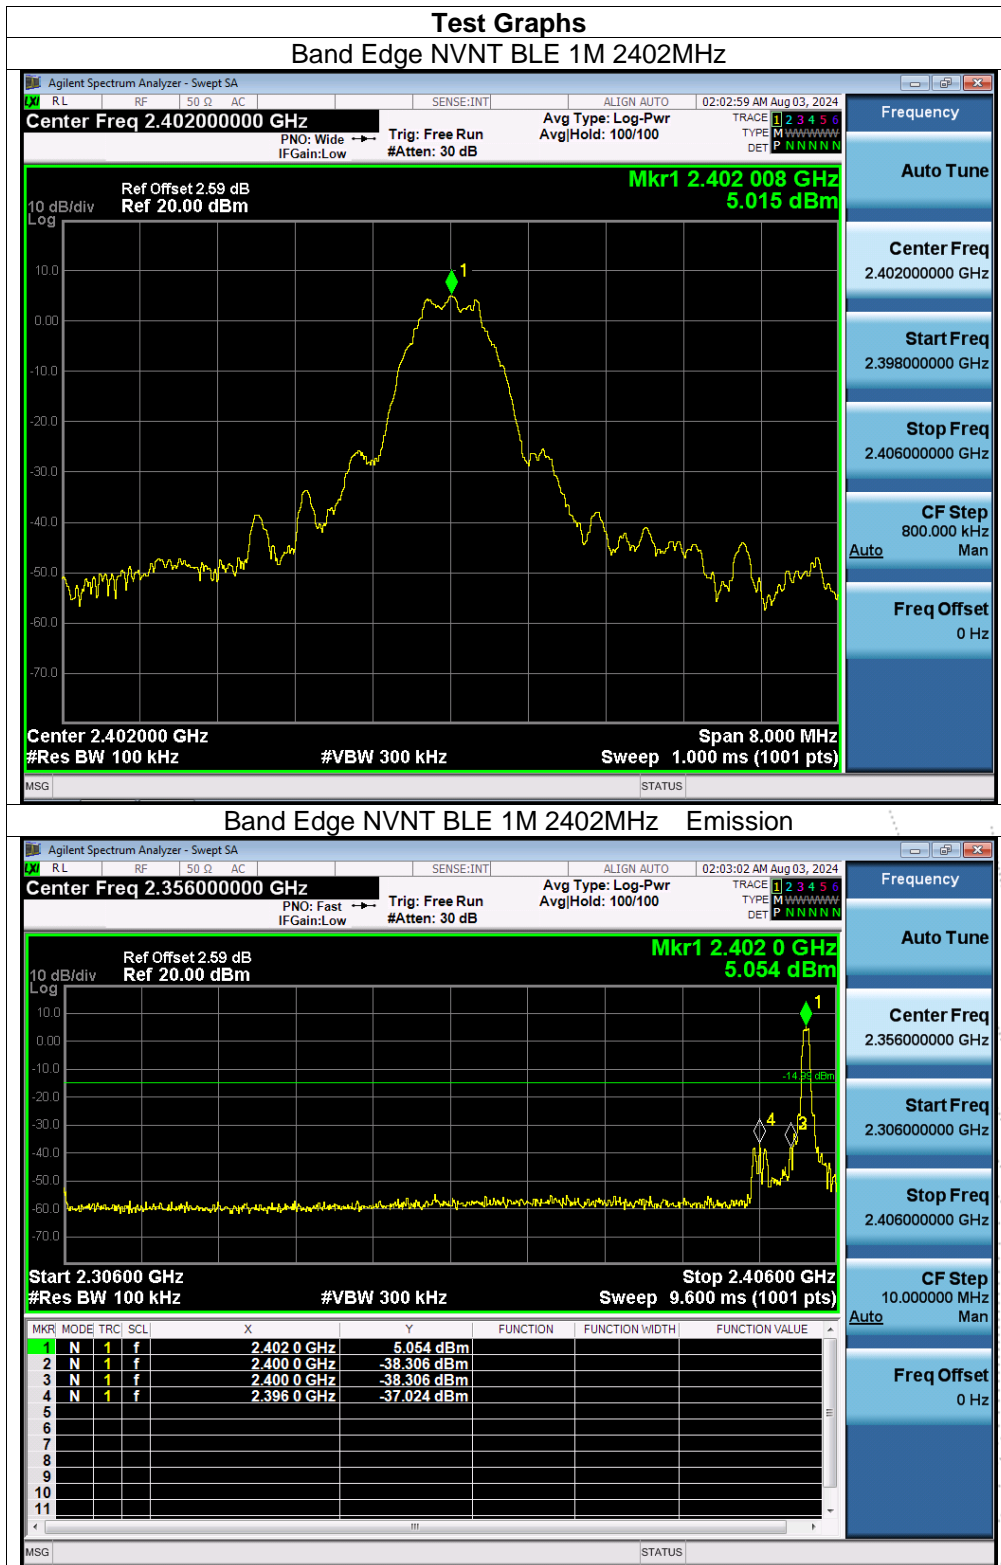 Test Graphs
Band Edge NVNT BLE 1M 2402MHz
Agilent Spectrum Analyzer - Swept SA
LXI RL RF 50 Ω AC SENSE:INT ALIGN AUTO 02:02:59 AM Aug 03, 2024
Center Freq 2.402000000 GHz
PNO: Wide
IFGain:Low
Trig: Free Run
#Atten: 30 dB
Avg Type: Log-Pwr
Avg|Hold: 100/100
TRACE 1 2 3 4 5 6
TYPE M WWWWW
DET P N N N N N
Frequency
Auto Tune
Center Freq
2.402000000 GHz
Start Freq
2.398000000 GHz
Stop Freq
2.406000000 GHz
CF Step
800.000 kHz
Auto Man
Freq Offset
0 Hz
Mkr1 2.402 008 GHz
5.015 dBm
Ref Offset 2.59 dB
10 dB/div Ref 20.00 dBm
Log
1
10.0
0.00
-10.0
-20.0
-30.0
-40.0
-50.0
-60.0
-70.0
Center 2.402000 GHz Span 8.000 MHz
#Res BW 100 kHz #VBW 300 kHz Sweep 1.000 ms (1001 pts)
MSG STATUS
Band Edge NVNT BLE 1M 2402MHz Emission
Agilent Spectrum Analyzer - Swept SA
LXI RL RF 50 Ω AC SENSE:INT ALIGN AUTO 02:03:02 AM Aug 03, 2024
Center Freq 2.356000000 GHz
PNO: Fast
IFGain:Low
Trig: Free Run
#Atten: 30 dB
Avg Type: Log-Pwr
Avg|Hold: 100/100
TRACE 1 2 3 4 5 6
TYPE M WWWWW
DET P N N N N N
Frequency
Auto Tune
Center Freq
2.356000000 GHz
Start Freq
2.306000000 GHz
Stop Freq
2.406000000 GHz
CF Step
10.000000 MHz
Auto Man
Freq Offset
0 Hz
Mkr1 2.402 0 GHz
5.054 dBm
Ref Offset 2.59 dB
10 dB/div Ref 20.00 dBm
Log
1
10.0
0.00
-10.0
-14.99 dBm
-20.0
-30.0
4 3
-40.0
-50.0
-60.0
-70.0
Start 2.30600 GHz Stop 2.40600 GHz
#Res BW 100 kHz #VBW 300 kHz Sweep 9.600 ms (1001 pts)
MKR MODE TRC SCL X Y FUNCTION FUNCTION WIDTH FUNCTION VALUE
1 N 1 f 2.402 0 GHz 5.054 dBm
2 N 1 f 2.400 0 GHz -38.306 dBm
3 N 1 f 2.400 0 GHz -38.306 dBm
4 N 1 f 2.396 0 GHz -37.024 dBm
5
6
7
8
9
10
11
MSG STATUS